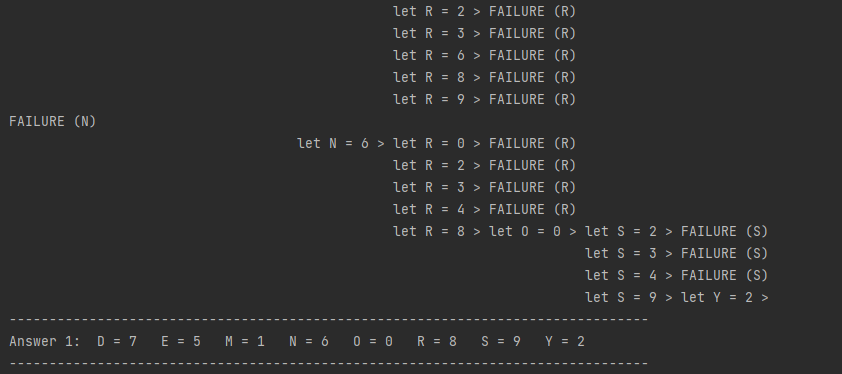 let R = 2 > FAILURE (R)
let R = 3 > FAILURE (R)
let R = 6 > FAILURE (R)
let R = 8 > FAILURE (R)
let R = 9 > FAILURE (R)
FAILURE (N)
let N = 6 > let R = 0 > FAILURE (R)
let R = 2 > FAILURE (R)
let R = 3 > FAILURE (R)
let R = 4 > FAILURE (R)
let R = 8 > let O = 0 > let S = 2 > FAILURE (S)
let S = 3 > FAILURE (S)
let S = 4 > FAILURE (S)
let S = 9 > let Y = 2 >
--------------------------------------------------------------------------------
Answer 1:  D = 7   E = 5   M = 1   N = 6   O = 0   R = 8   S = 9   Y = 2
--------------------------------------------------------------------------------